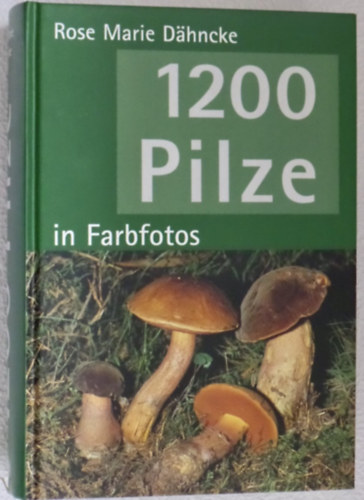 Rose Marie Dähncke
1200
Pilze
in Farbfotos